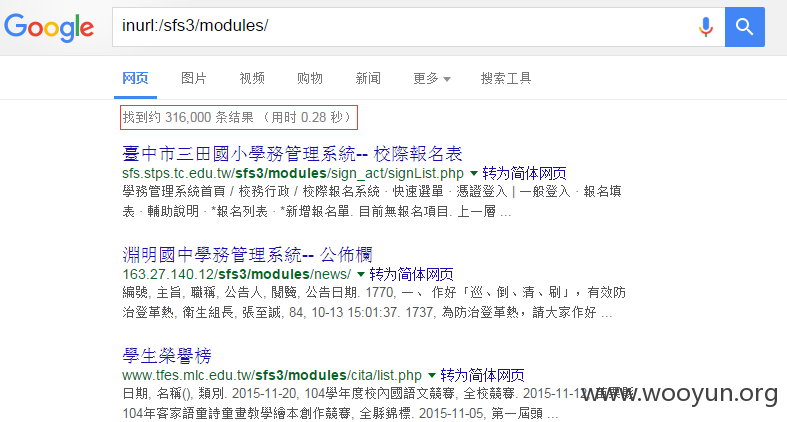 Google
inurl:/sfs3/modules/
网页 图片 视频 购物 新闻 更多 搜索工具
找到约 316,000 条结果 (用时 0.28 秒)
臺中市三田國小學務管理系統-- 校際報名表
sfs.stps.tc.edu.tw/sfs3/modules/sign_act/signList.php 转为简体网页
學務管理系統首頁 / 校務行政 / 校際報名系統 · 快速選單 · 憑證登入 | 一般登入 · 報名填
表 · 輔助說明 · *報名列表 · *新增報名單. 目前無報名項目. 上一層 ...
淵明國中學務管理系統-- 公佈欄
163.27.140.12/sfs3/modules/news/ 转为简体网页
編號, 主旨, 職稱, 公告人, 閱覽, 公告日期. 1770, 一、 作好「巡、倒、清、刷」，有效防
治登革熱, 衛生組長, 張至誠, 84, 10-13 15:01:37. 1737, 為防治登革熱，請大家作好 ...
學生榮譽榜
www.tfes.mlc.edu.tw/sfs3/modules/cita/list.php 转为简体网页
日期, 名稱(), 類別. 2015-11-20, 104學年度校內國語文競賽, 全校競賽. 2015-11-12, 苗栗縣
104年客家語童詩童畫教學繪本創作競賽, 全縣錦標. 2015-11-05, 第一屆頭 ...
www.wooyun.org